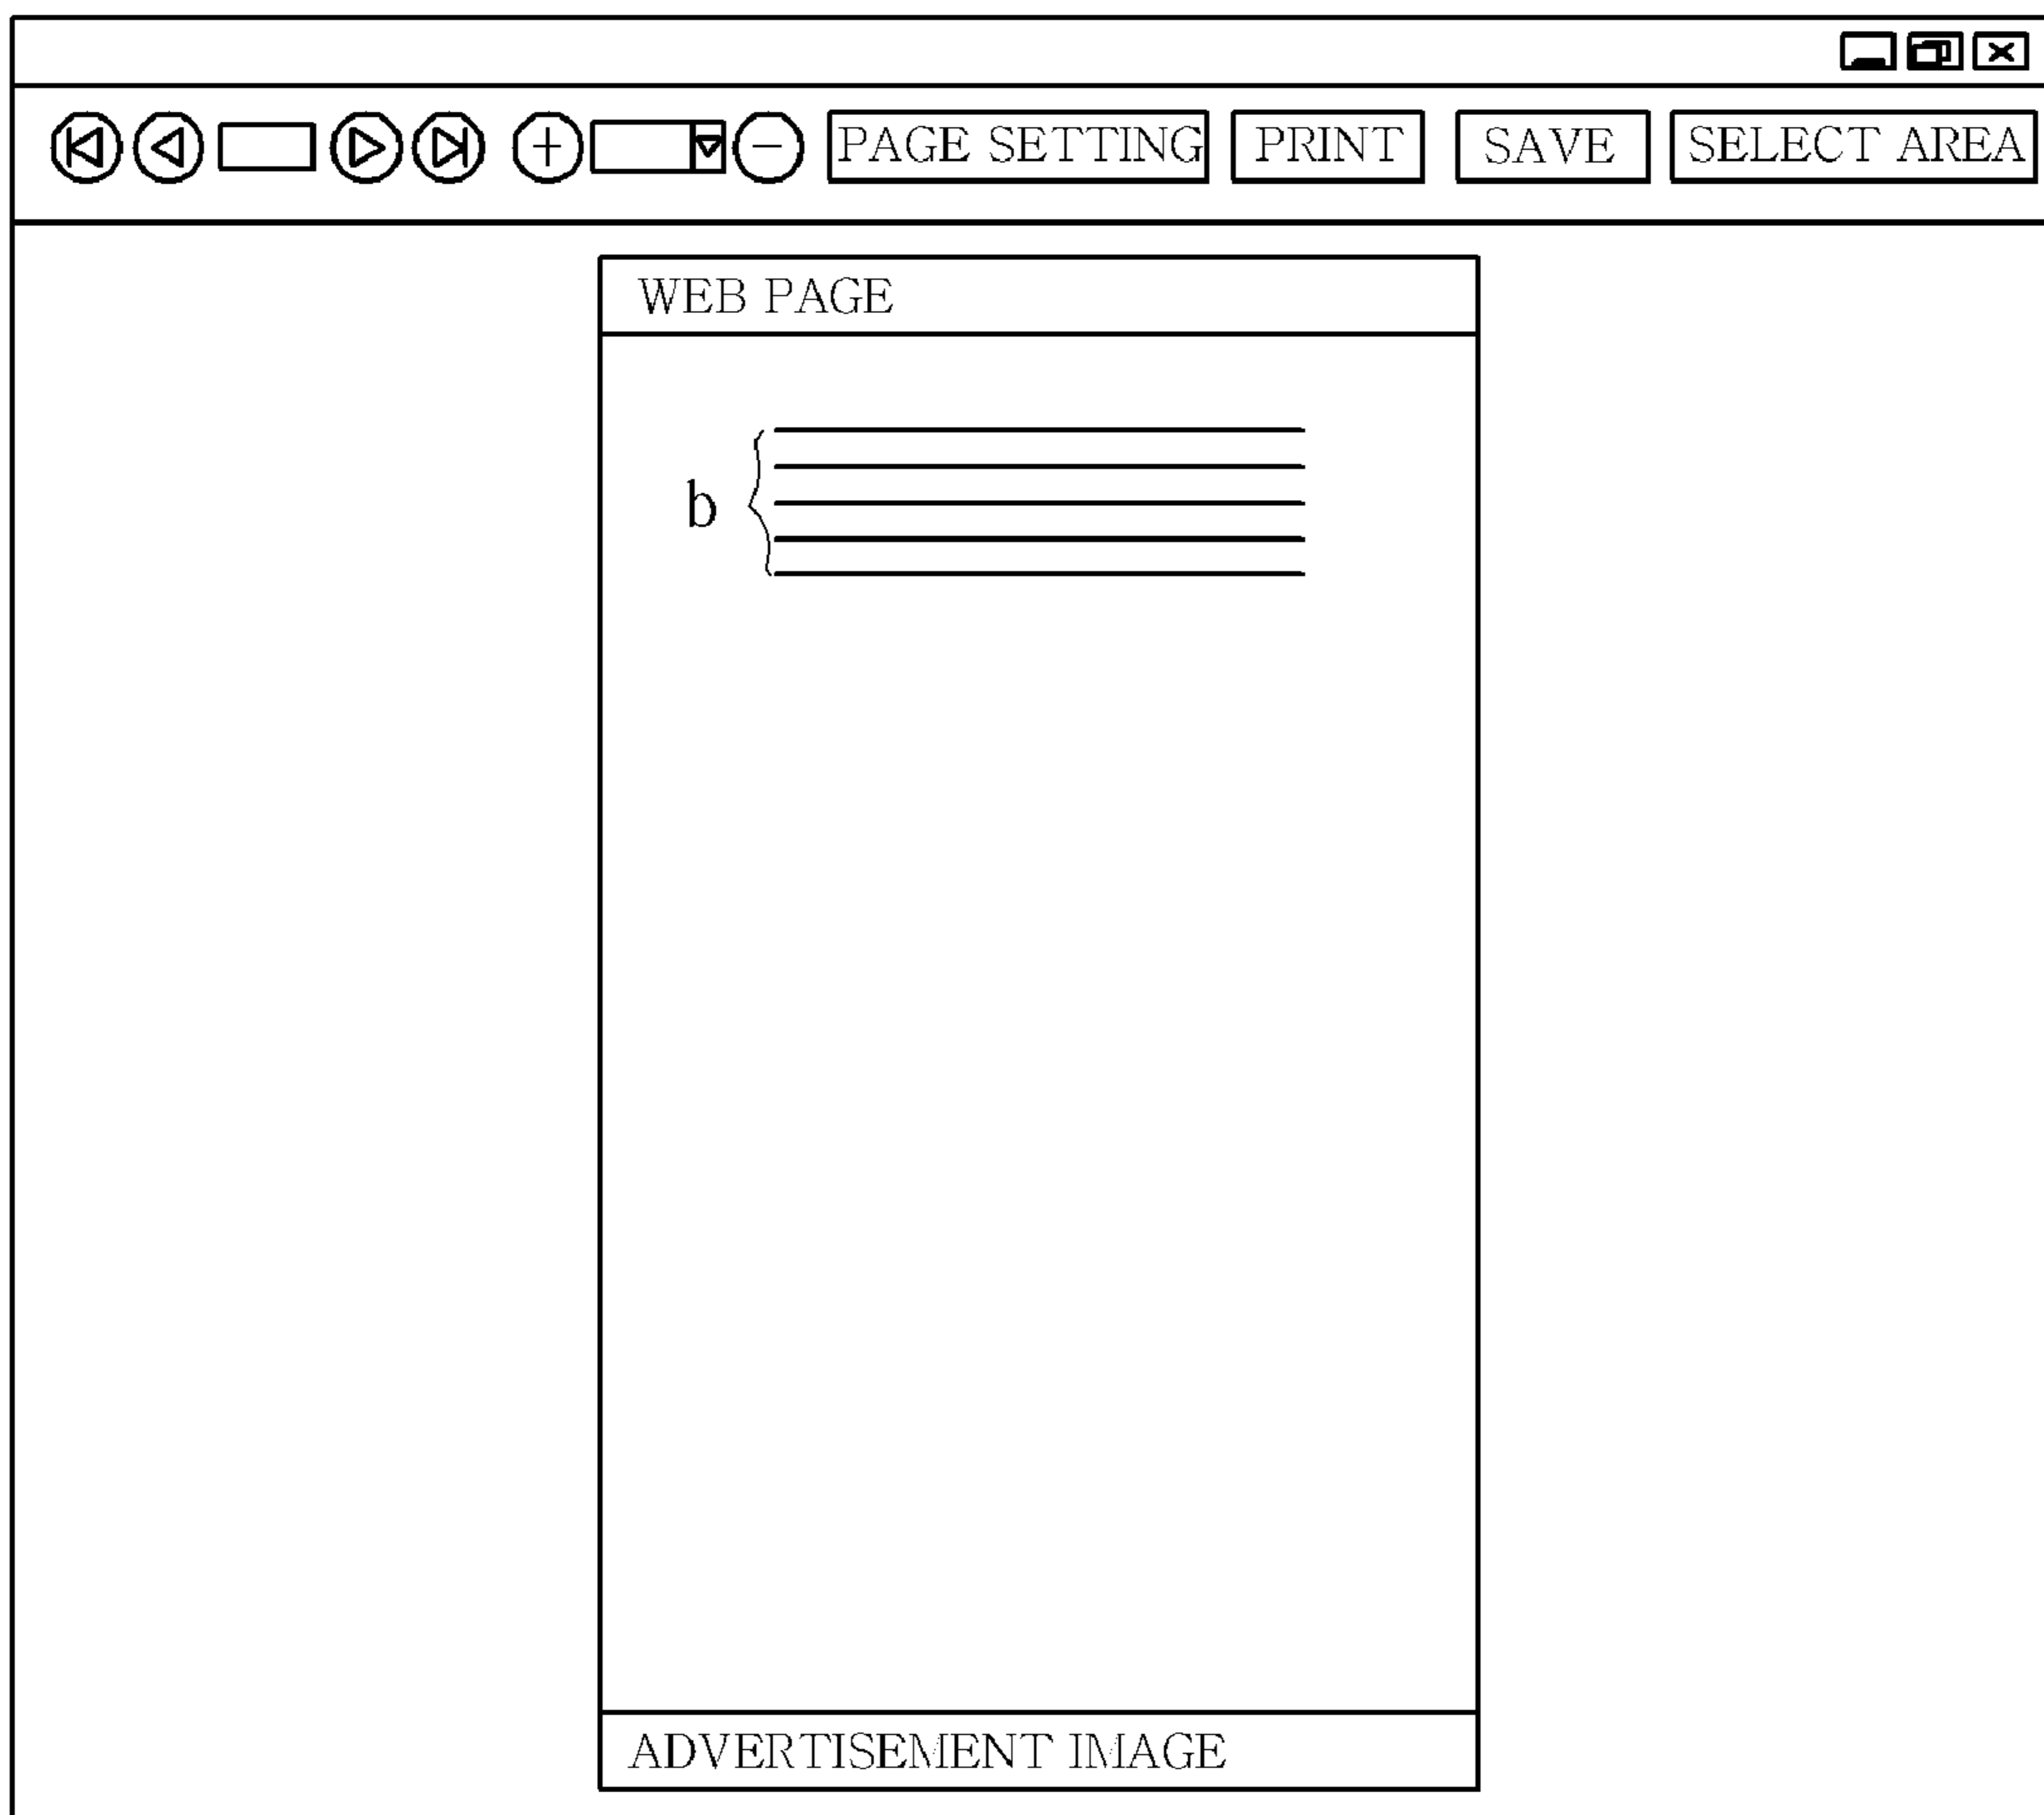 PAGE SETTING PRINT SAVE SELECT AREA
WEB PAGE
b
ADVERTISEMENT IMAGE